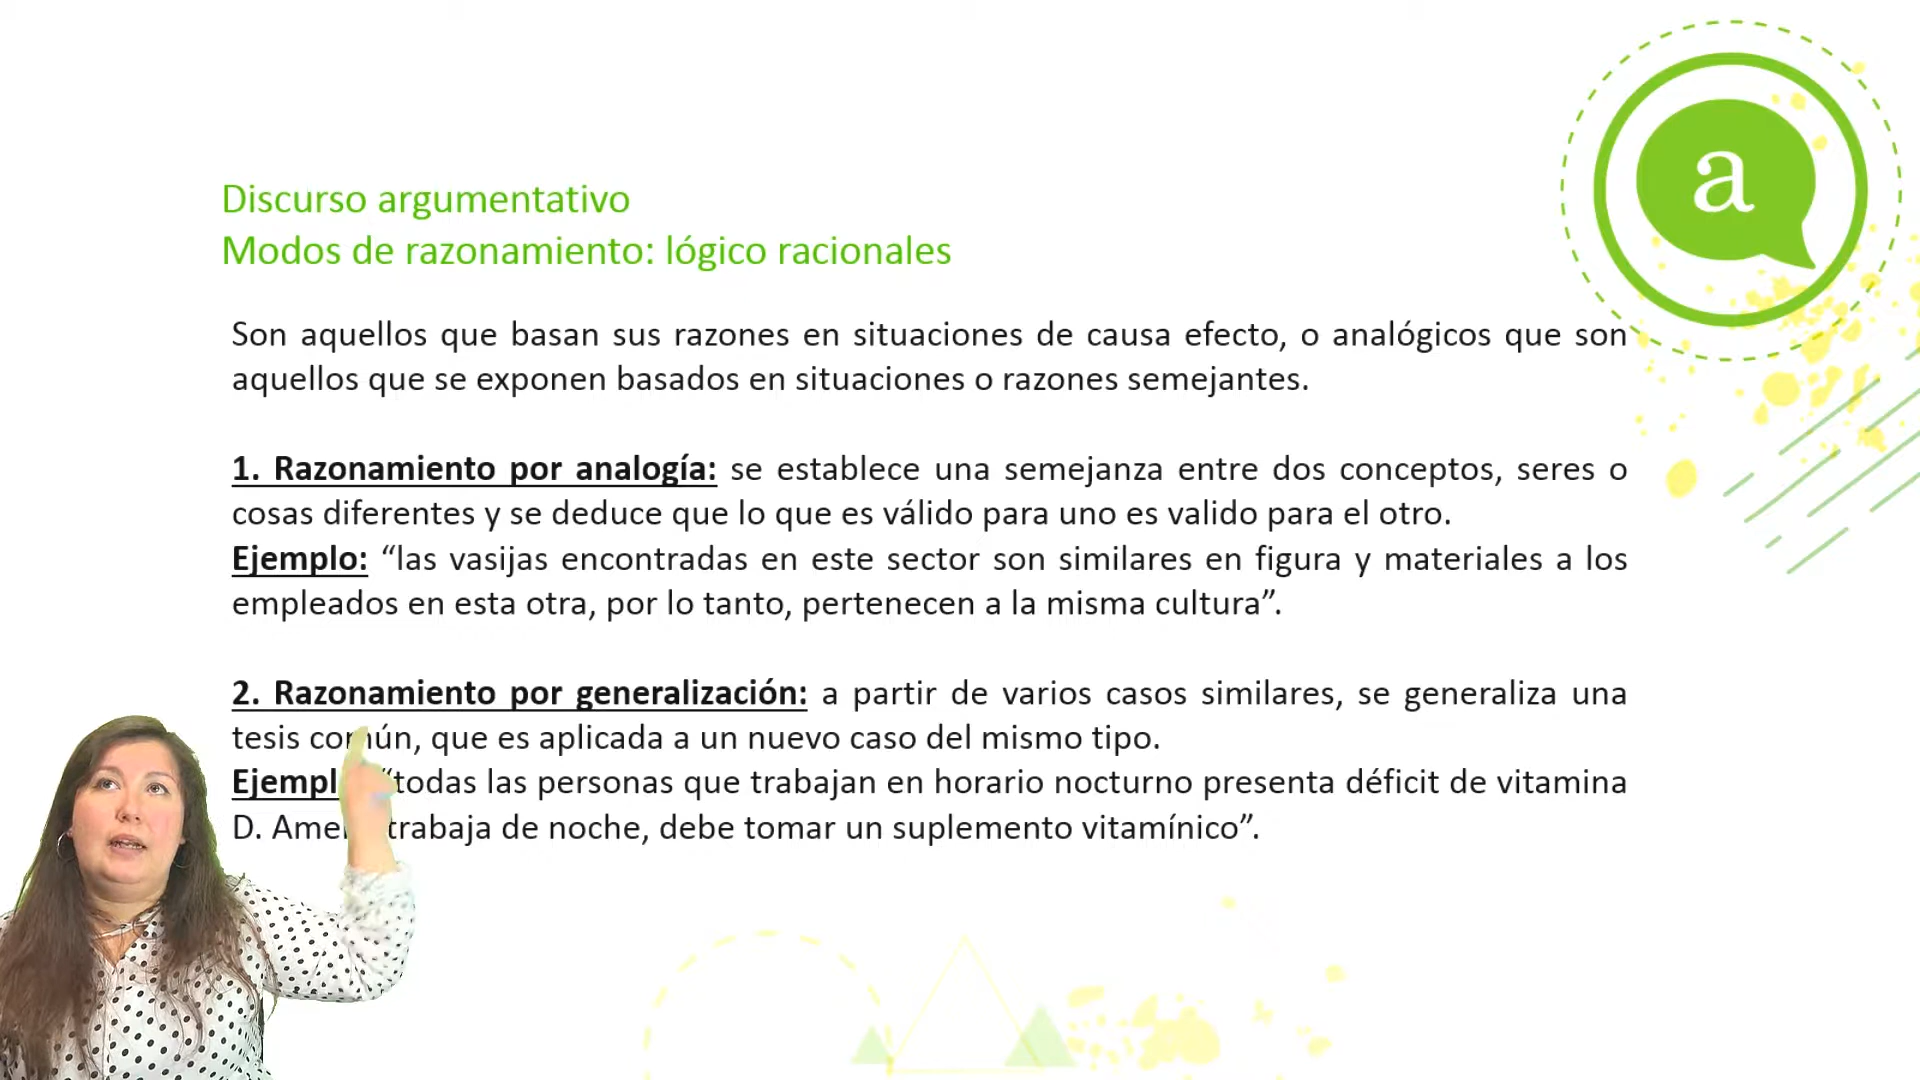 a
Discurso argumentativo
Modos de razonamiento: lógico racionales
Son aquellos que basan sus razones en situaciones de causa efecto, o analógicos que son
aquellos que se exponen basados en situaciones o razones semejantes.
1. Razonamiento por analogía: se establece una semejanza entre dos conceptos, seres o
cosas diferentes y se deduce que lo que es válido para uno es valido para el otro.
Ejemplo: “las vasijas encontradas en este sector son similares en figura y materiales a los
empleados en esta otra, por lo tanto, pertenecen a la misma cultura”.
2. Razonamiento por generalización: a partir de varios casos similares, se generaliza una
tesis común, que es aplicada a un nuevo caso del mismo tipo.
Ejempl “todas las personas que trabajan en horario nocturno presenta déficit de vitamina
D. trabaja de noche, debe tomar un suplemento vitamínico”.